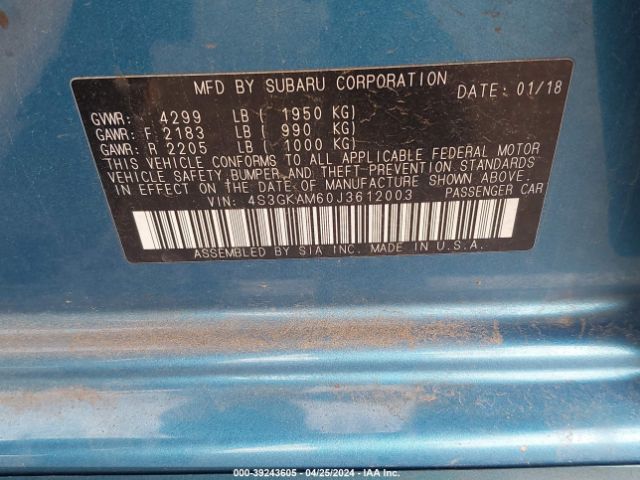 MFD BY SUBARU CORPORATION DATE: 01/18
GVWR: 4299 LB ( 1950 KG)
GAWR: F 2183 LB ( 990 KG)
GAWR: R 2205 LB ( 1000 KG)
THIS VEHICLE CONFORMS TO ALL APPLICABLE FEDERAL MOTOR
VEHICLE SAFETY, BUMPER, AND THEFT PREVENTION STANDARDS
IN EFFECT ON THE DATE OF MANUFACTURE SHOWN ABOVE.
VIN: 4S3GKAM60J3612003 PASSENGER CAR
ASSEMBLED BY SIA INC. MADE IN U.S.A.
000-39243605 - 04/25/2024 - IAAI.com